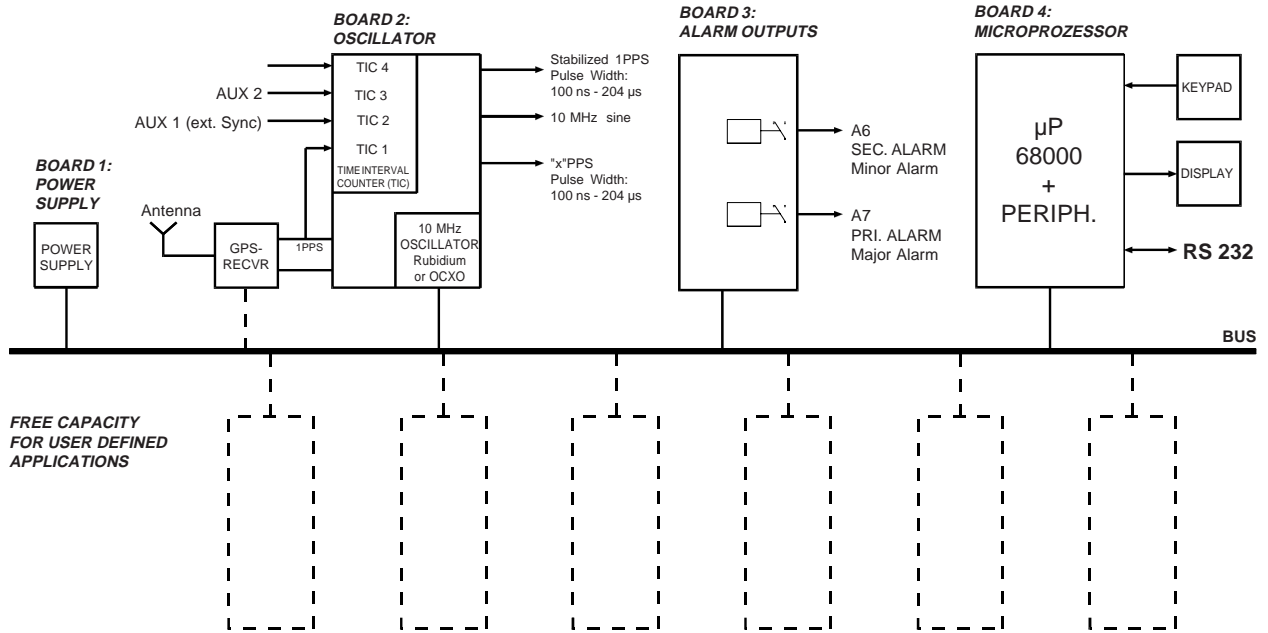 BOARD 2:
OSCILLATOR
BOARD 3:
ALARM OUTPUTS
BOARD 4:
MICROPROZESSOR
TIC 4
AUX 2
TIC 3
AUX 1 (ext. Sync)
TIC 2
TIC 1
TIME INTERVAL
COUNTER (TIC)
Stabilized 1PPS
Pulse Width:
100 ns - 204 µs
10 MHz sine
"x"PPS
Pulse Width:
100 ns - 204 µs
A6
SEC. ALARM
Minor Alarm
A7
PRI. ALARM
Major Alarm
µP
68000
+
PERIPH.
KEYPAD
DISPLAY
RS 232
BOARD 1:
POWER
SUPPLY
POWER
SUPPLY
Antenna
GPS-
RECVR
1PPS
10 MHz
OSCILLATOR
Rubidium
or OCXO
BUS
FREE CAPACITY
FOR USER DEFINED
APPLICATIONS